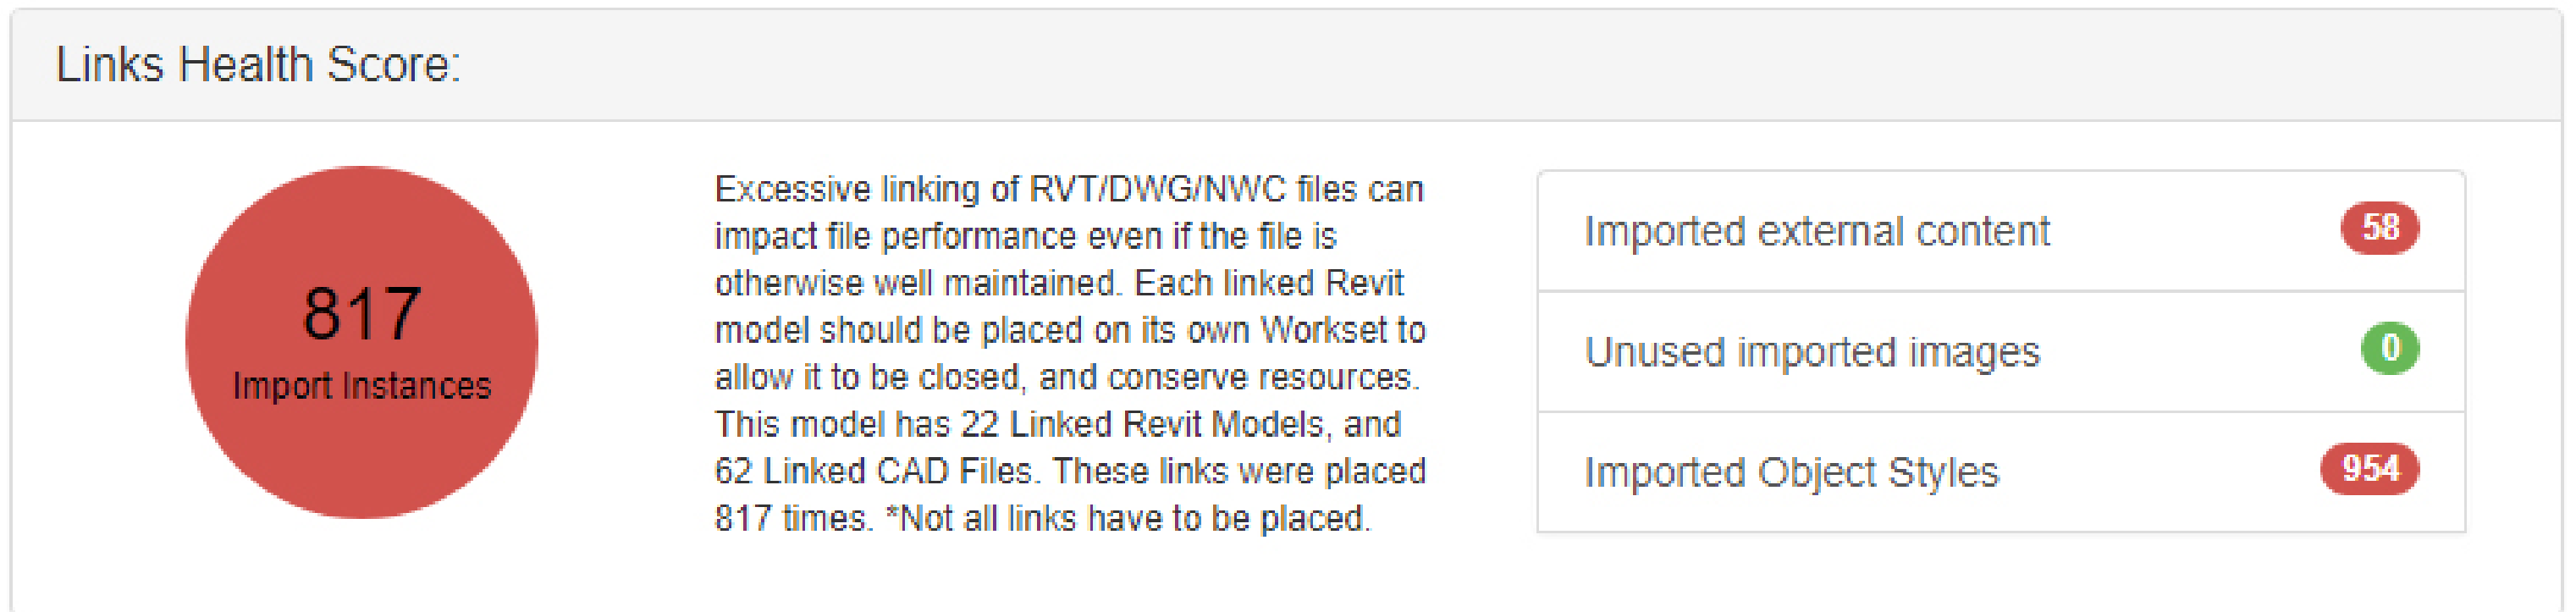 Links Health Score:
817
Import Instances
Excessive linking of RVT/DWG/NWC files can
impact file performance even if the file is
otherwise well maintained. Each linked Revit
model should be placed on its own Workset to
allow it to be closed, and conserve resources.
This model has 22 Linked Revit Models, and
62 Linked CAD Files. These links were placed
817 times. *Not all links have to be placed.
Imported external content 58
Unused imported images 0
Imported Object Styles 954